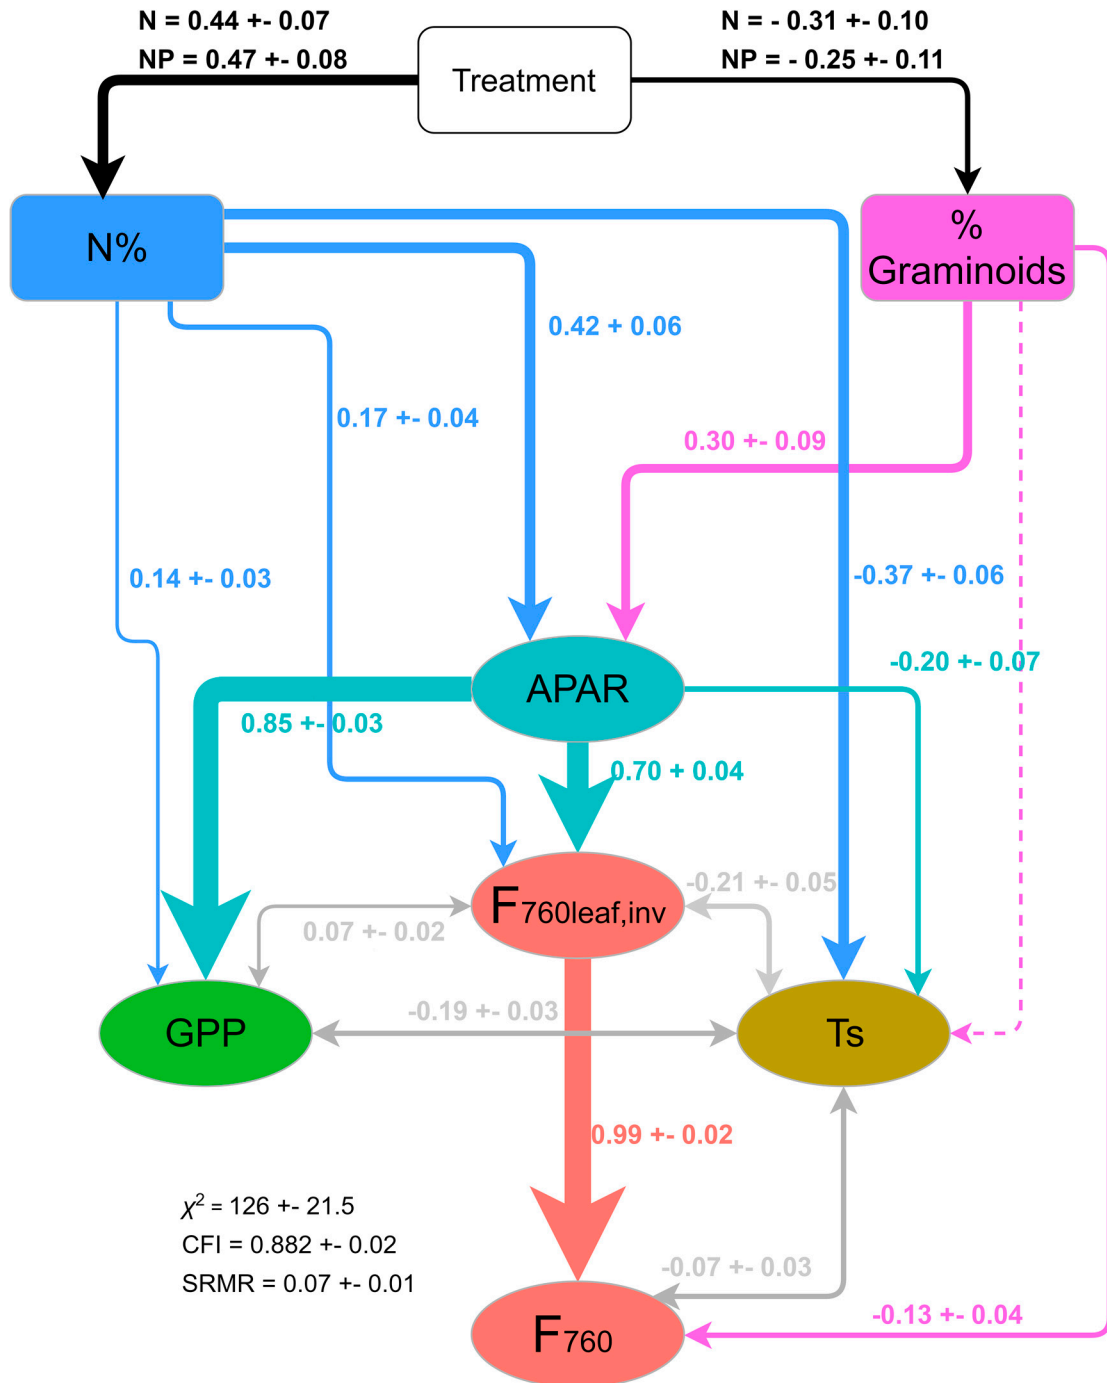 N = 0.44 +- 0.07
NP = 0.47 +- 0.08
N = - 0.31 +- 0.10
NP = - 0.25 +- 0.11
Treatment
N%
%
Graminoids
0.42 + 0.06
0.17 +- 0.04
0.30 +- 0.09
0.14 +- 0.03
-0.37 +- 0.06
-0.20 +- 0.07
APAR
0.85 +- 0.03
0.70 + 0.04
-0.21 +- 0.05
F760leaf,inv
0.07 +- 0.02
-0.19 +- 0.03
GPP
Ts
0.99 +- 0.02
χ² = 126 +- 21.5
CFI = 0.882 +- 0.02
SRMR = 0.07 +- 0.01
-0.07 +- 0.03
-0.13 +- 0.04
F760